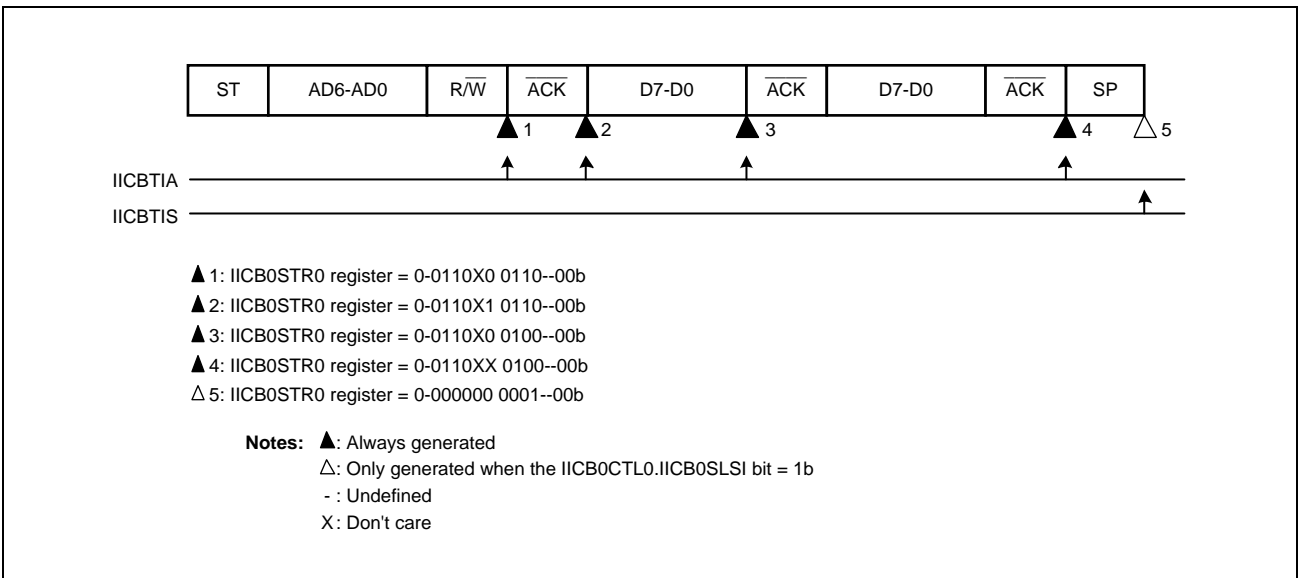 ST AD6-AD0 R/W̅ A̅C̅K̅ D7-D0 A̅C̅K̅ D7-D0 A̅C̅K̅ SP
▲ 1 ▲ 2 ▲ 3 ▲ 4 △ 5
IICBTIA
IICBTIS
▲ 1: IICB0STR0 register = 0-0110X0 0110--00b
▲ 2: IICB0STR0 register = 0-0110X1 0110--00b
▲ 3: IICB0STR0 register = 0-0110X0 0100--00b
▲ 4: IICB0STR0 register = 0-0110XX 0100--00b
△ 5: IICB0STR0 register = 0-000000 0001--00b
Notes: ▲: Always generated
△: Only generated when the IICB0CTL0.IICB0SLSI bit = 1b
- : Undefined
X : Don't care